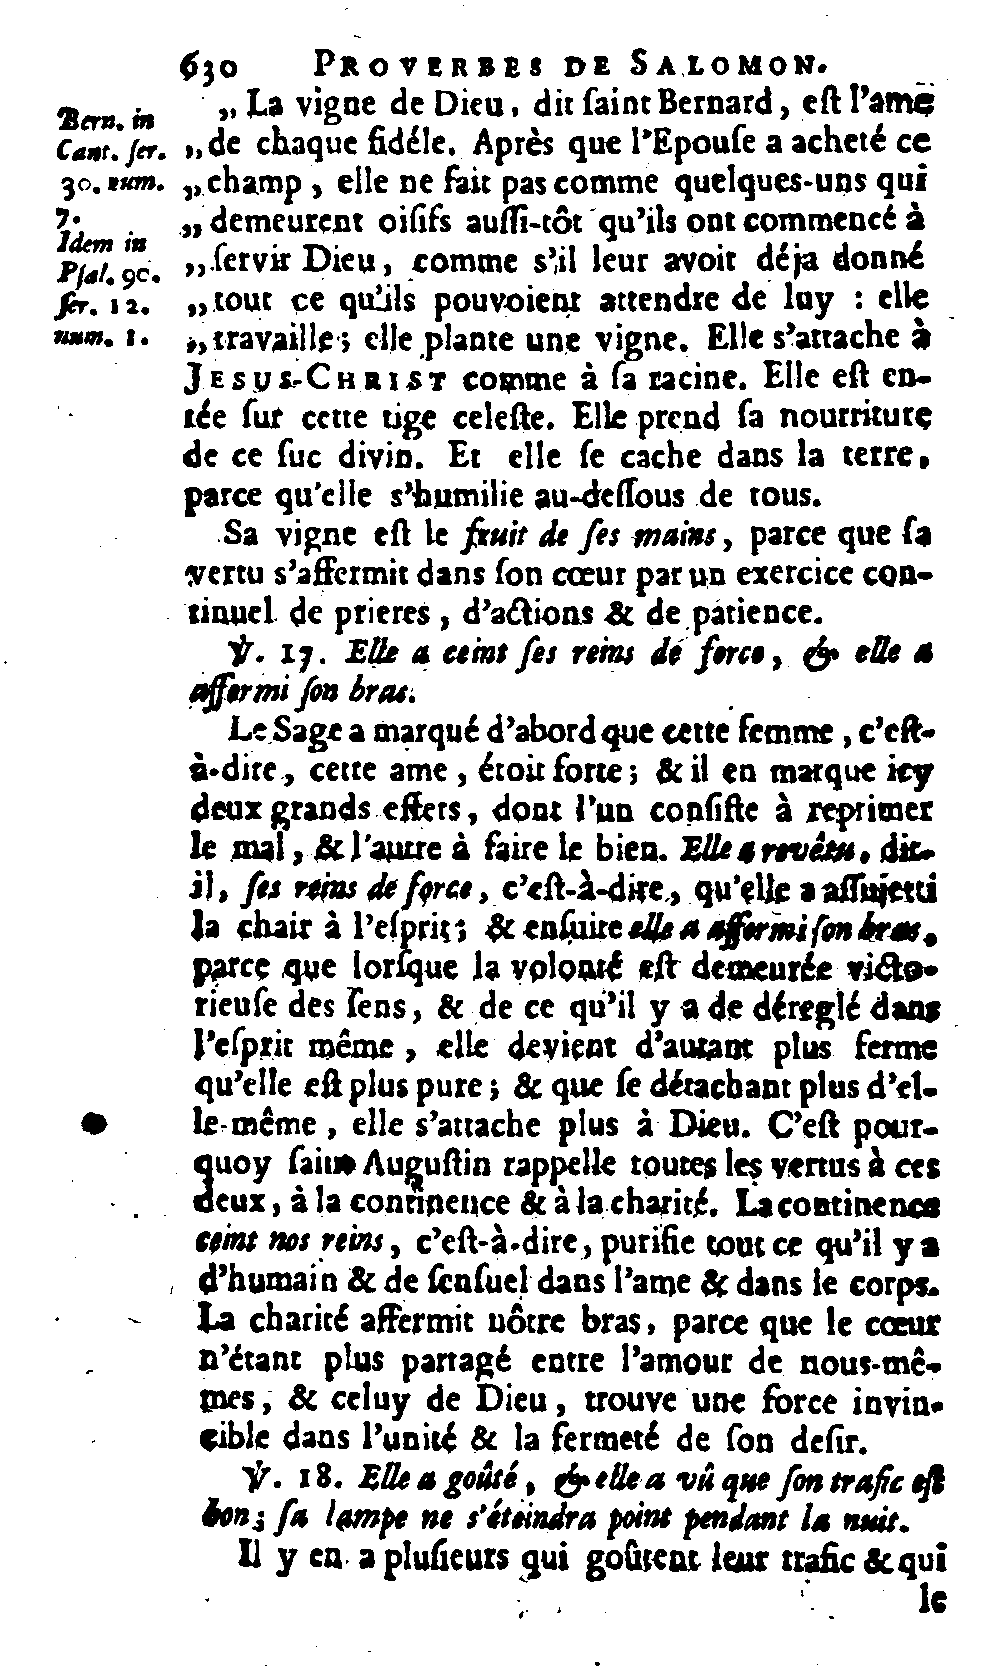 630 PROVERBES DE SALOMON.
Bern. in
Cant. ser.
30. num.
7.
Idem in
Psal. 90.
ser. 12.
num. 1.
„ La vigne de Dieu, dit ſaint Bernard, eſt l'ame
„ de chaque fidéle. Après que l'Epouſe a acheté ce
„ champ, elle ne fait pas comme quelques-uns qui
„ demeurent oiſifs auſſi-tôt qu'ils ont commencé à
„ ſervir Dieu, comme s'il leur avoit déja donné
„ tout ce qu'ils pouvoient attendre de luy : elle
„ travaille ; elle plante une vigne. Elle s'attache à
JESUS-CHRIST comme à ſa racine. Elle eſt en-
tée ſur cette tige celeſte. Elle prend ſa nourriture
de ce ſuc divin. Et elle ſe cache dans la terre,
parce qu'elle s'humilie au-deſſous de tous.
Sa vigne eſt le fruit de ſes mains, parce que ſa
vertu s'affermit dans ſon cœur par un exercice con-
tinuel de prieres, d'actions & de patience.
℣. 17. Elle a ceint ſes reins de force, & elle a
affermi ſon bras.
Le Sage a marqué d'abord que cette femme, c'eſt-
à-dire, cette ame, étoit forte ; & il en marque icy
deux grands effets, dont l'un conſiſte à reprimer
le mal, & l'autre à faire le bien. Elle a revêtu, dit-
il, ſes reins de force, c'eſt-à-dire, qu'elle a aſſujetti
la chair à l'eſprit ; & enſuite elle a affermi ſon bras,
parce que lorſque la volonté eſt demeurée victo-
rieuſe des ſens, & de ce qu'il y a de déreglé dans
l'eſprit même, elle devient d'autant plus ferme
qu'elle eſt plus pure ; & que ſe détachant plus d'el-
le-même, elle s'attache plus à Dieu. C'eſt pour-
quoy ſaint Auguſtin rappelle toutes les vertus à ces
deux, à la continence & à la charité. La continence
ceint nos reins, c'eſt-à-dire, purifie tout ce qu'il y a
d'humain & de ſenſuel dans l'ame & dans le corps.
La charité affermit nôtre bras, parce que le cœur
n'étant plus partagé entre l'amour de nous-mê-
mes, & celuy de Dieu, trouve une force invin-
cible dans l'unité & la fermeté de ſon deſir.
℣. 18. Elle a goûté, & elle a vû que ſon trafic eſt
bon ; ſa lampe ne s'éteindra point pendant la nuit.
Il y en a pluſieurs qui goûtent leur trafic & qui
le